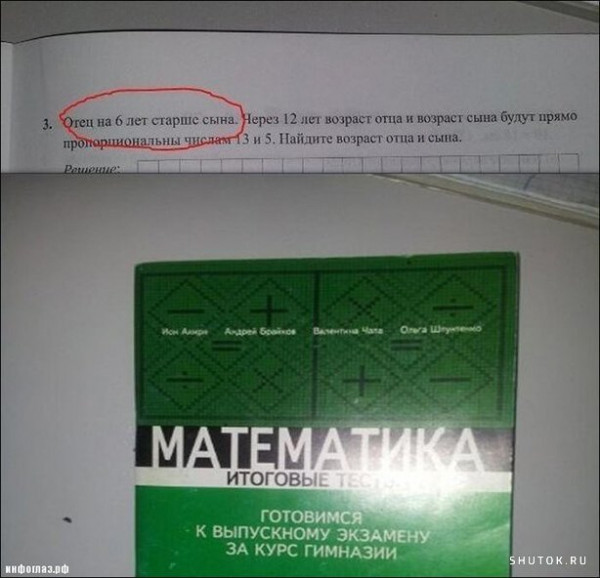 3. Отец на 6 лет старше сына. Через 12 лет возраст отца и возраст сына будут прямо
пропорциональны числам 13 и 5. Найдите возраст отца и сына.
Решение:
Ион Андрей Брайков Валентина Чапа Ольга Шпунтенко
МАТЕМАТИКА
ИТОГОВЫЕ ТЕСТЫ
ГОТОВИМСЯ
К ВЫПУСКНОМУ ЭКЗАМЕНУ
ЗА КУРС ГИМНАЗИИ
инфоглаз.рф
SHUTOK.RU